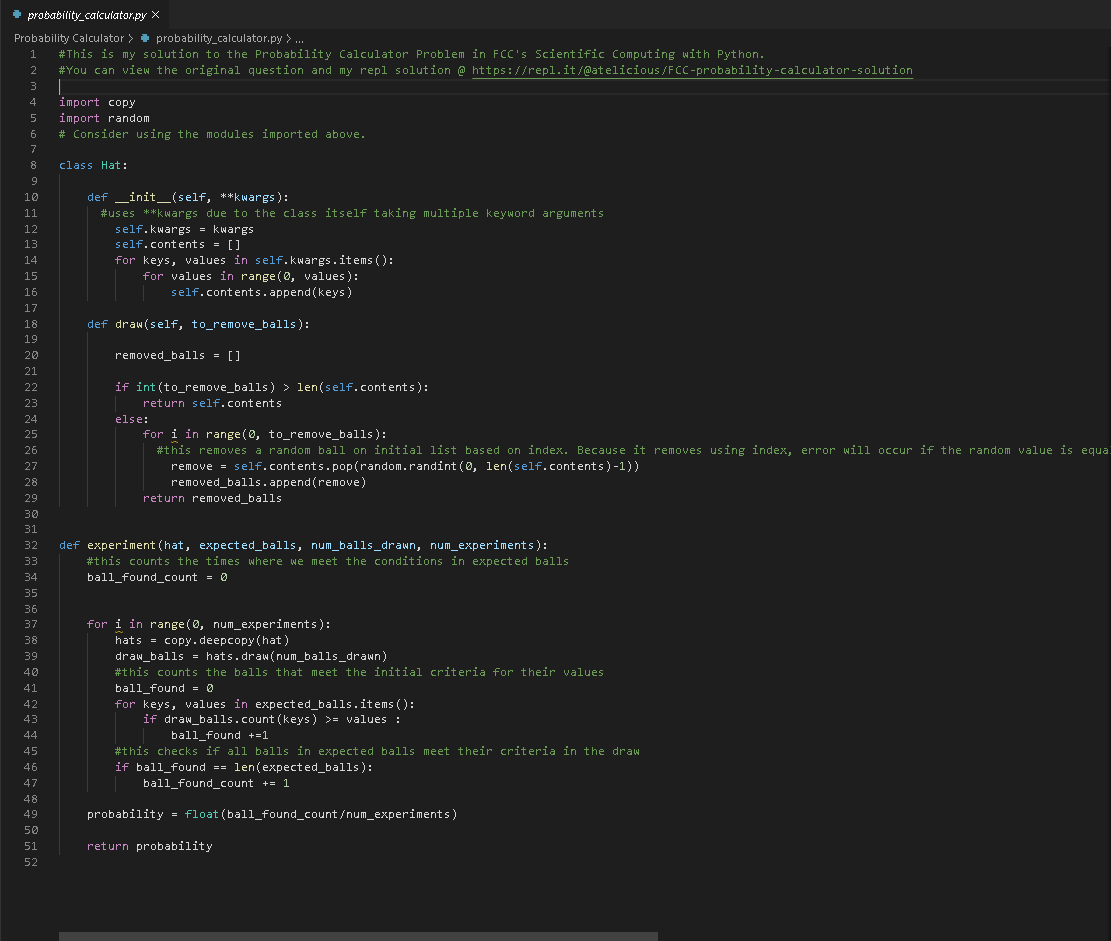 probability_calculator.py ×
Probability Calculator > probability_calculator.py > ...
1 #This is my solution to the Probability Calculator Problem in FCC's Scientific Computing with Python.
2 #You can view the original question and my repl solution @ https://repl.it/@atelicious/FCC-probability-calculator-solution
3
4 import copy
5 import random
6 # Consider using the modules imported above.
7
8 class Hat:
9
10     def __init__(self, **kwargs):
11       #uses **kwargs due to the class itself taking multiple keyword arguments
12         self.kwargs = kwargs
13         self.contents = []
14         for keys, values in self.kwargs.items():
15             for values in range(0, values):
16                 self.contents.append(keys)
17
18     def draw(self, to_remove_balls):
19
20         removed_balls = []
21
22         if int(to_remove_balls) > len(self.contents):
23             return self.contents
24         else:
25             for i in range(0, to_remove_balls):
26               #this removes a random ball on initial list based on index. Because it removes using index, error will occur if the random value is equa
27                 remove = self.contents.pop(random.randint(0, len(self.contents)-1))
28                 removed_balls.append(remove)
29             return removed_balls
30
31
32 def experiment(hat, expected_balls, num_balls_drawn, num_experiments):
33     #this counts the times where we meet the conditions in expected balls
34     ball_found_count = 0
35
36
37     for i in range(0, num_experiments):
38         hats = copy.deepcopy(hat)
39         draw_balls = hats.draw(num_balls_drawn)
40         #this counts the balls that meet the initial criteria for their values
41         ball_found = 0
42         for keys, values in expected_balls.items():
43             if draw_balls.count(keys) >= values :
44                 ball_found +=1
45         #this checks if all balls in expected balls meet their criteria in the draw
46         if ball_found == len(expected_balls):
47             ball_found_count += 1
48
49     probability = float(ball_found_count/num_experiments)
50
51     return probability
52